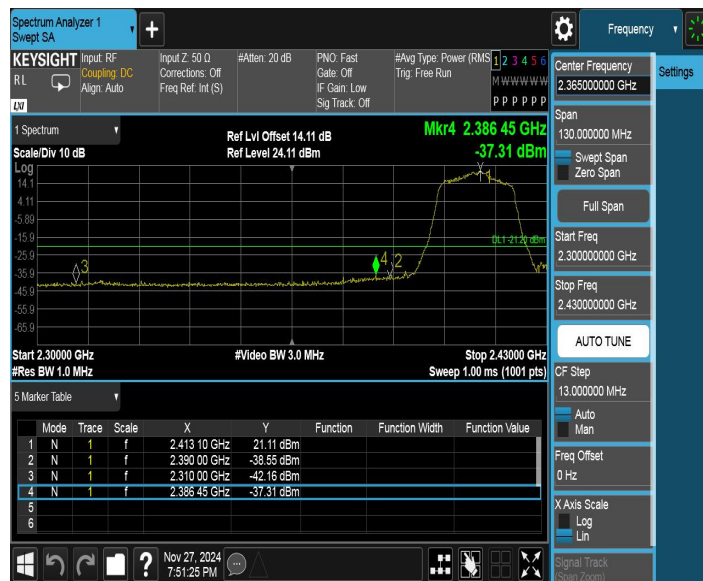 Spectrum Analyzer 1
Swept SA
+
Frequency
KEYSIGHT
RL
LXI
Input: RF
Coupling: DC
Align: Auto
Input Z: 50 Ω
Corrections: Off
Freq Ref: Int (S)
#Atten: 20 dB
PNO: Fast
Gate: Off
IF Gain: Low
Sig Track: Off
#Avg Type: Power (RMS
Trig: Free Run
1 2 3 4 5 6
M W W W W W
P P P P P P
1 Spectrum
Scale/Div 10 dB
Ref Lvl Offset 14.11 dB
Ref Level 24.11 dBm
Mkr4 2.386 45 GHz
-37.31 dBm
Log
14.1
4.11
-5.89
-15.9
-25.9
-35.9
-45.9
-55.9
-65.9
DL1 -21.20 dBm
3
4
2
Start 2.30000 GHz
#Video BW 3.0 MHz
Stop 2.43000 GHz
#Res BW 1.0 MHz
Sweep 1.00 ms (1001 pts)
5 Marker Table
Mode Trace Scale X Y Function Function Width Function Value
1 N 1 f 2.413 10 GHz 21.11 dBm
2 N 1 f 2.390 00 GHz -38.55 dBm
3 N 1 f 2.310 00 GHz -42.16 dBm
4 N 1 f 2.386 45 GHz -37.31 dBm
5
6
?
Nov 27, 2024
7:51:25 PM
Center Frequency
2.365000000 GHz
Settings
Span
130.000000 MHz
Swept Span
Zero Span
Full Span
Start Freq
2.300000000 GHz
Stop Freq
2.430000000 GHz
AUTO TUNE
CF Step
13.000000 MHz
Auto
Man
Freq Offset
0 Hz
X Axis Scale
Log
Lin
Signal Track
(Span Zoom)